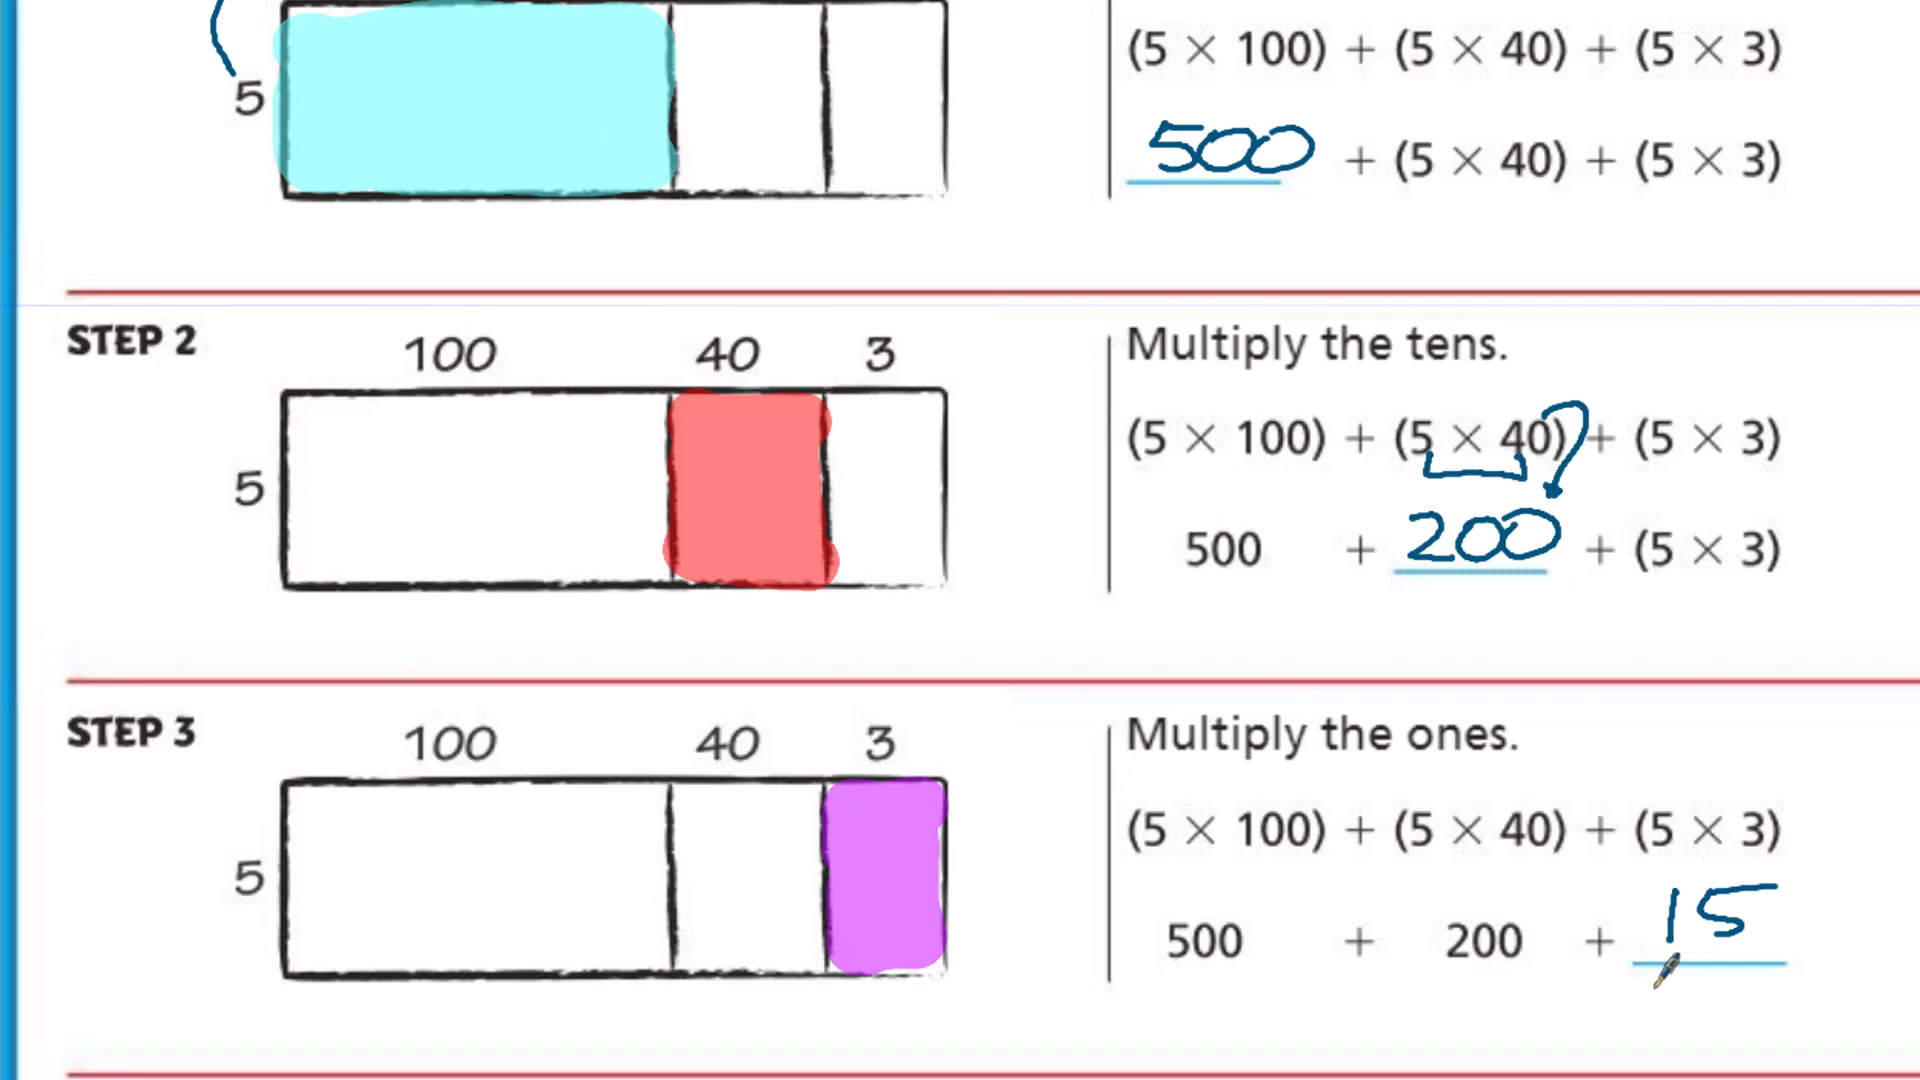 (5 × 100) + (5 × 40) + (5 × 3)
5
500 + (5 × 40) + (5 × 3)
STEP 2
100 40 3
Multiply the tens.
(5 × 100) + (5 × 40) + (5 × 3)
5
500 + 200 + (5 × 3)
STEP 3
100 40 3
Multiply the ones.
(5 × 100) + (5 × 40) + (5 × 3)
5
500 + 200 + 15